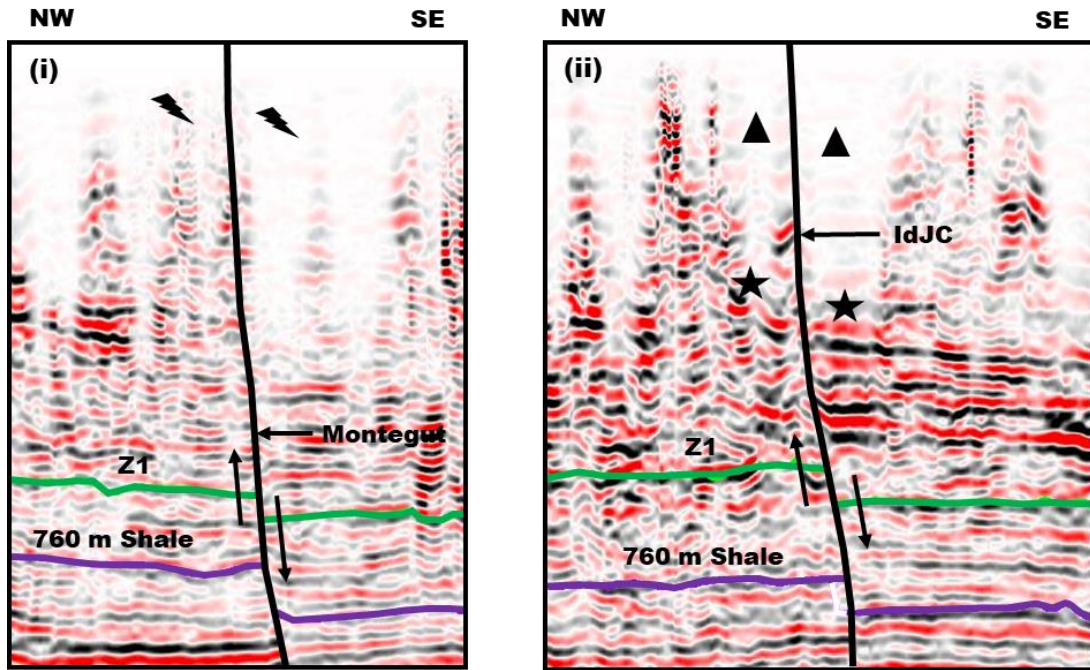 NW
SE
(i)
Montegut
Z1
760 m Shale
NW
SE
(ii)
IdJC
Z1
760 m Shale